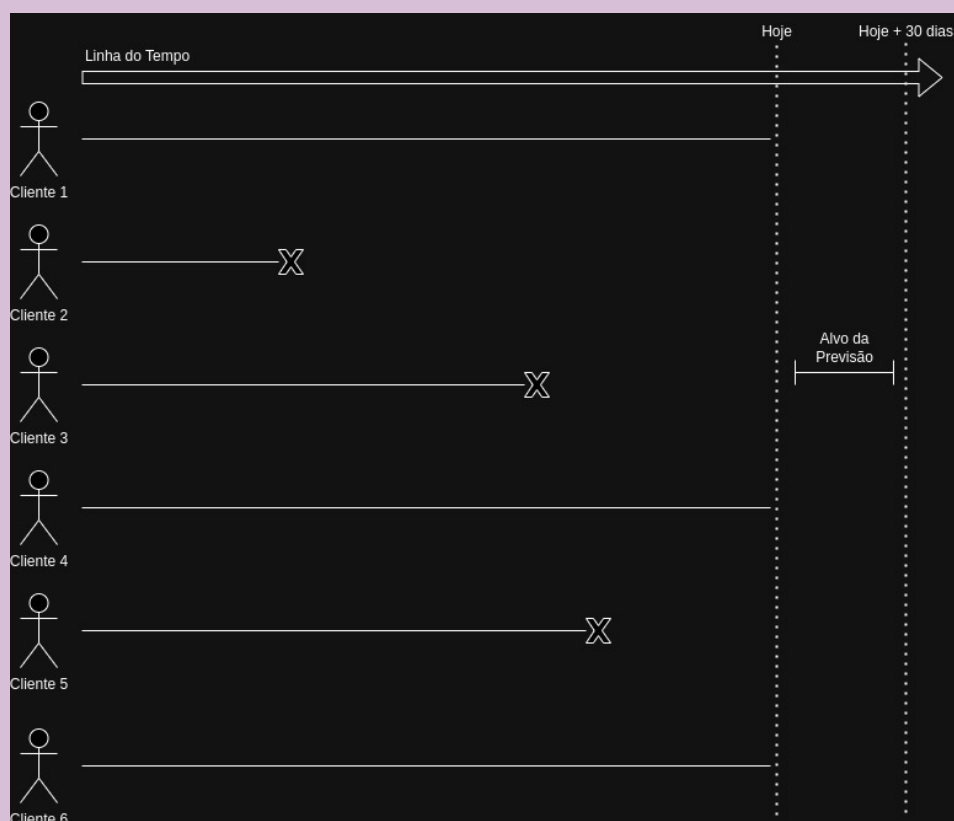 Hoje
Hoje + 30 dias
Linha do Tempo
Cliente 1
X
Cliente 2
Alvo da
Previsão
X
Cliente 3
Cliente 4
X
Cliente 5
Cliente 6